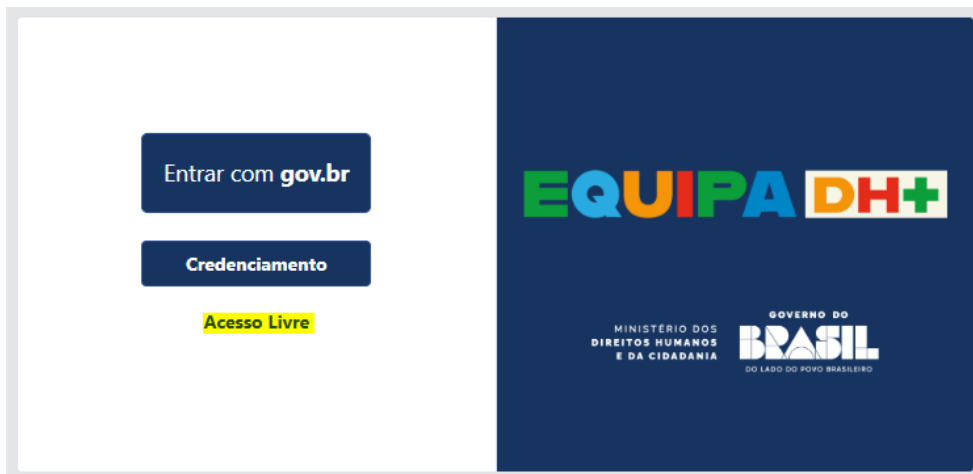 Entrar com gov.br
Credenciamento
Acesso Livre
EQUIPA DH+
MINISTÉRIO DOS
DIREITOS HUMANOS
E DA CIDADANIA
GOVERNO DO
BRASIL
DO LADO DO POVO BRASILEIRO